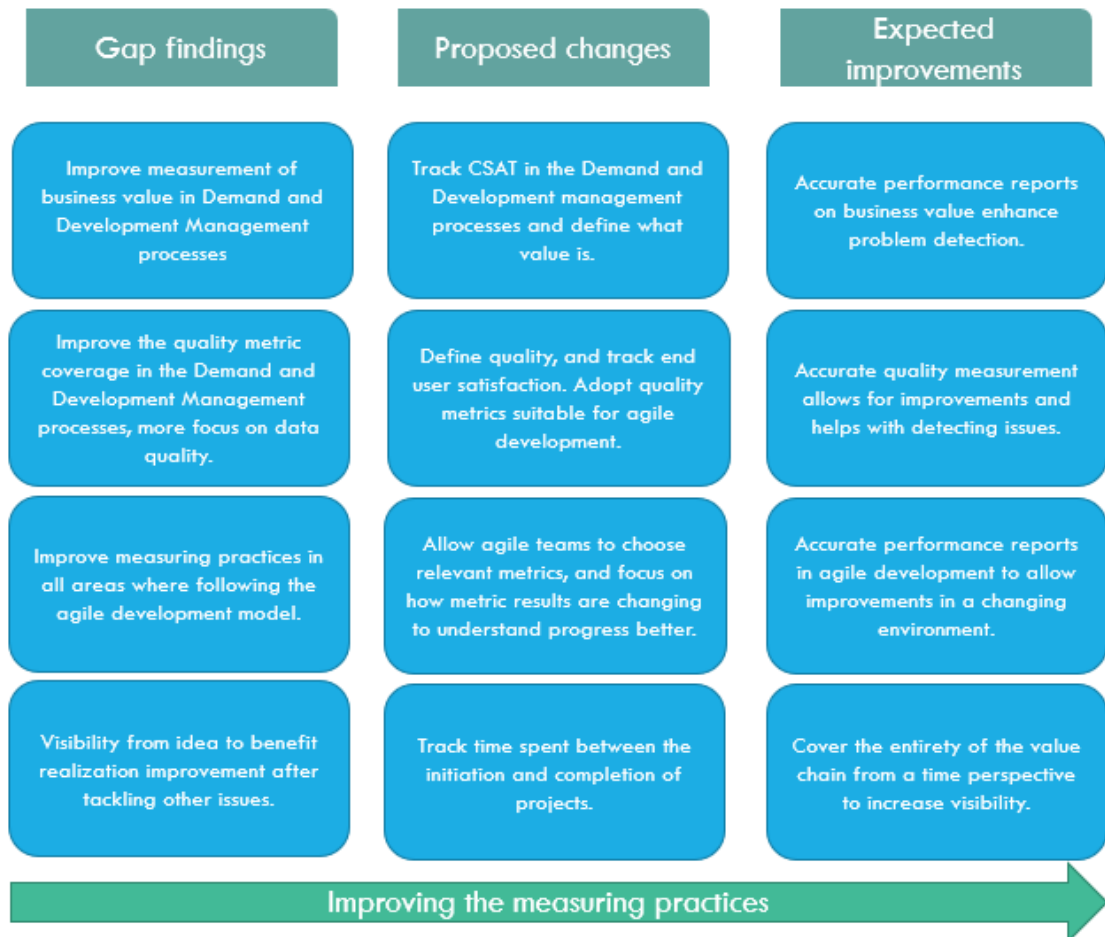 Gap findings
Proposed changes
Expected
improvements
Improve measurement of
business value in Demand and
Development Management
processes
Track CSAT in the Demand and
Development management
processes and define what
value is.
Accurate performance reports
on business value enhance
problem detection.
Improve the quality metric
coverage in the Demand and
Development Management
processes, more focus on data
quality.
Define quality, and track end
user satisfaction. Adopt quality
metrics suitable for agile
development.
Accurate quality measurement
allows for improvements and
helps with detecting issues.
Improve measuring practices in
all areas where following the
agile development model.
Allow agile teams to choose
relevant metrics, and focus on
how metric results are changing
to understand progress better.
Accurate performance reports
in agile development to allow
improvements in a changing
environment.
Visibility from idea to benefit
realization improvement after
tackling other issues.
Track time spent between the
initiation and completion of
projects.
Cover the entirety of the value
chain from a time perspective
to increase visibility.
Improving the measuring practices